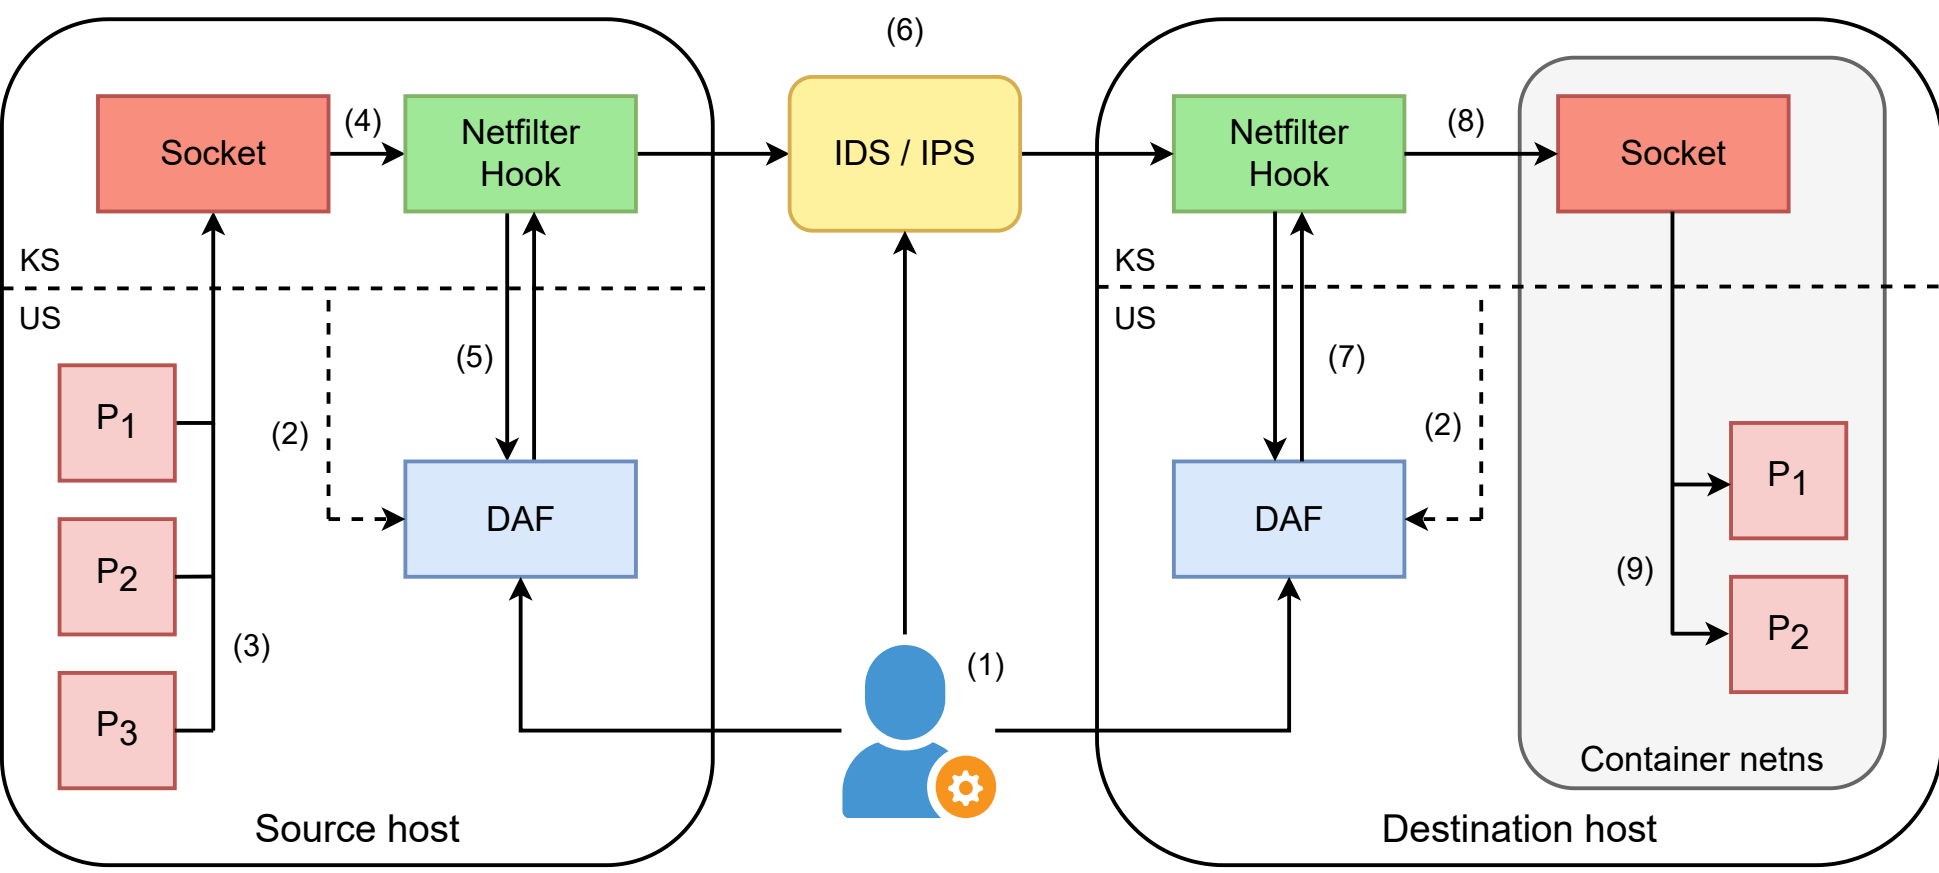 (6)
Socket
(4)
Netfilter
Hook
IDS / IPS
Netfilter
Hook
(8)
Socket
KS
US
KS
US
(5)
(7)
(2)
(2)
P1
P2
P3
(3)
DAF
DAF
P1
P2
(9)
(1)
Container netns
Source host
Destination host